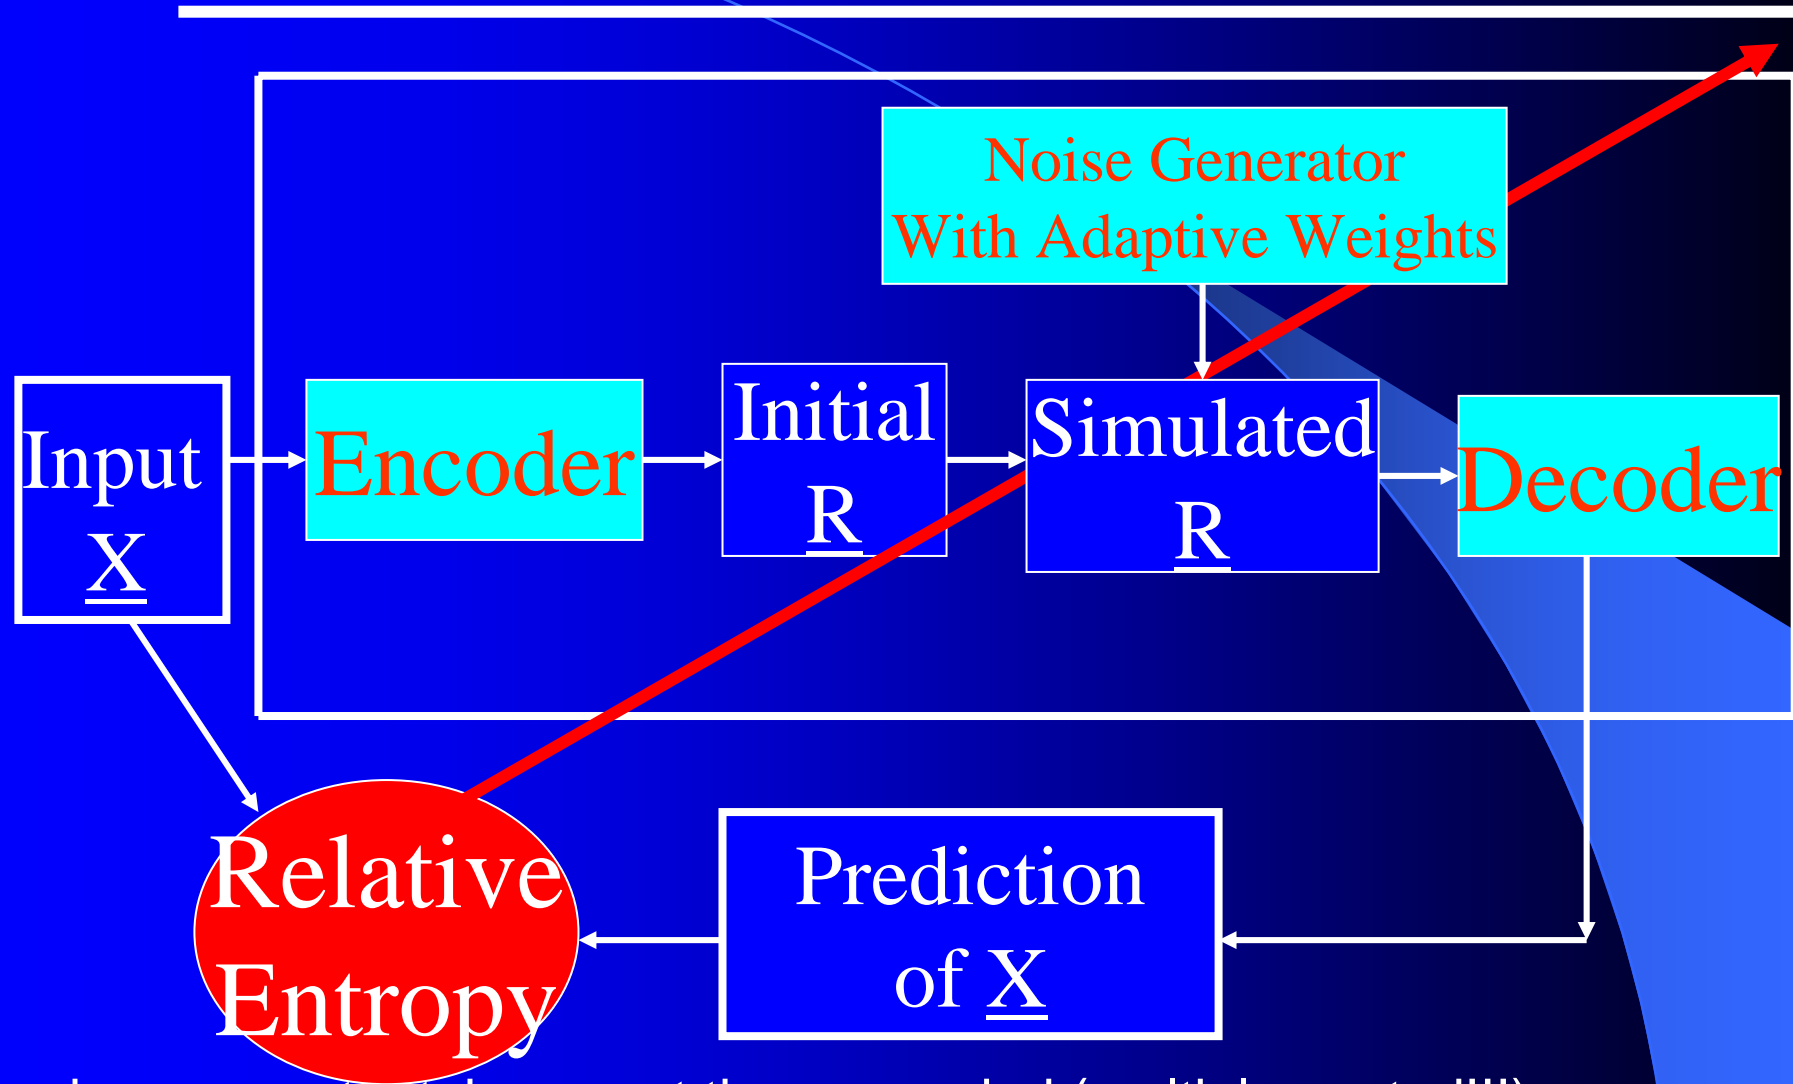 Noise Generator
With Adaptive Weights
Input
X
Encoder
Initial
R
Simulated
R
Decoder
Relative
Entropy
Prediction
of X